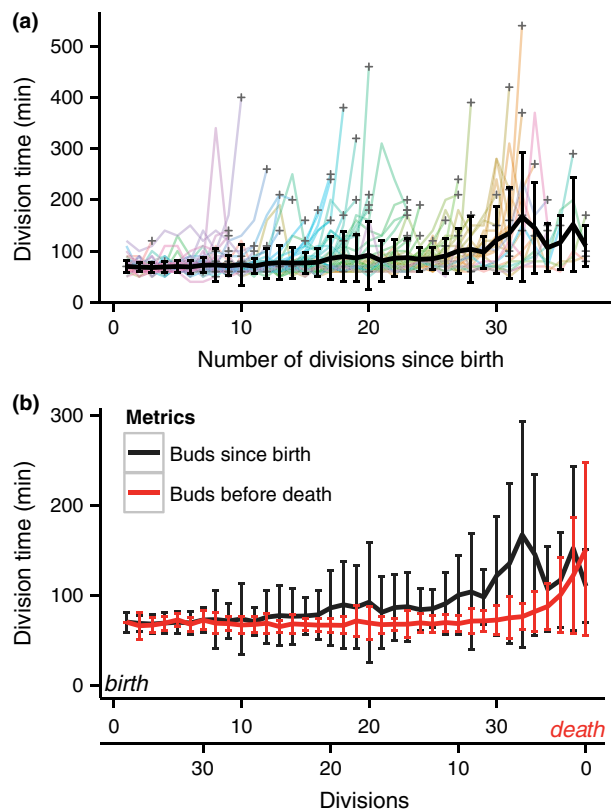 (a)
Division time (min)
500
400
300
200
100
0
0 10 20 30
Number of divisions since birth
(b)
Division time (min)
300
200
100
0
Metrics
Buds since birth
Buds before death
birth
death
0 10 20 30
30 20 10 0
Divisions